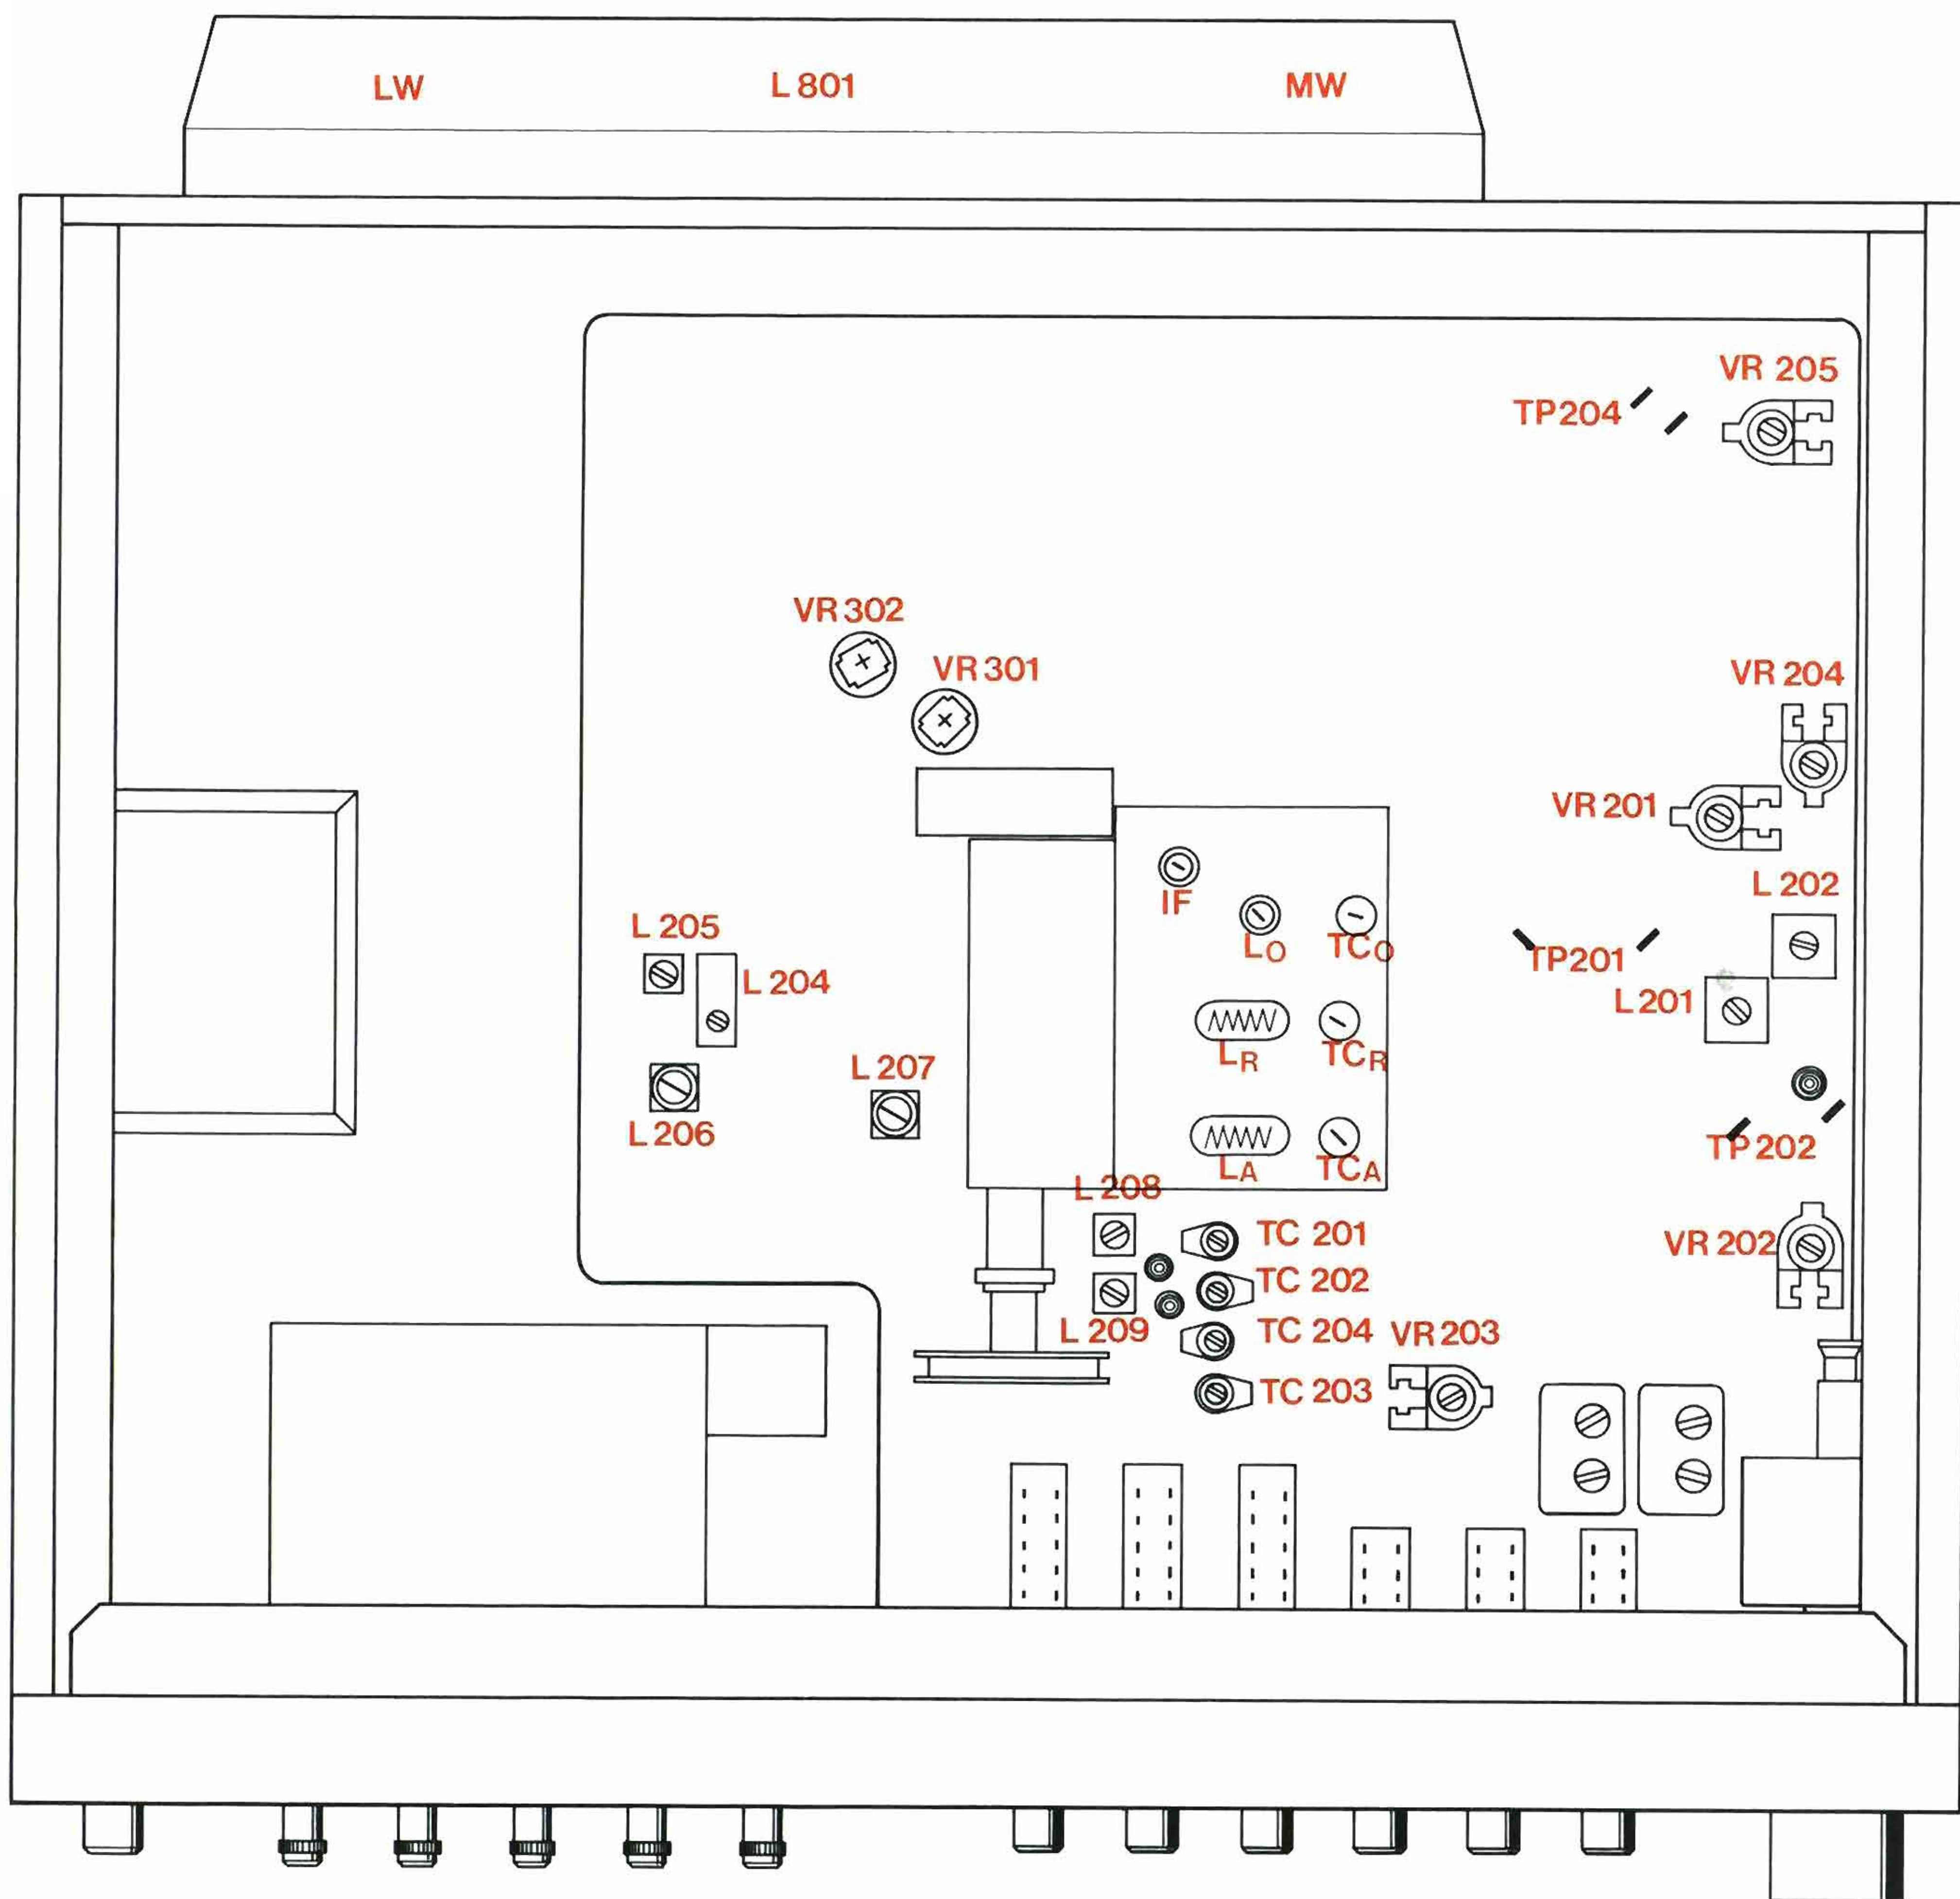 LW L 801 MW
VR 205
TP204
VR 302
VR 301
VR 204
VR 201
L 202
IF
L 205
LO TCO
TP201
L 204
L 201
LR TCR
L 207
L 206
TP 202
LA TCA
L 208
TC 201
VR 202
TC 202
L 209
TC 204
VR 203
TC 203